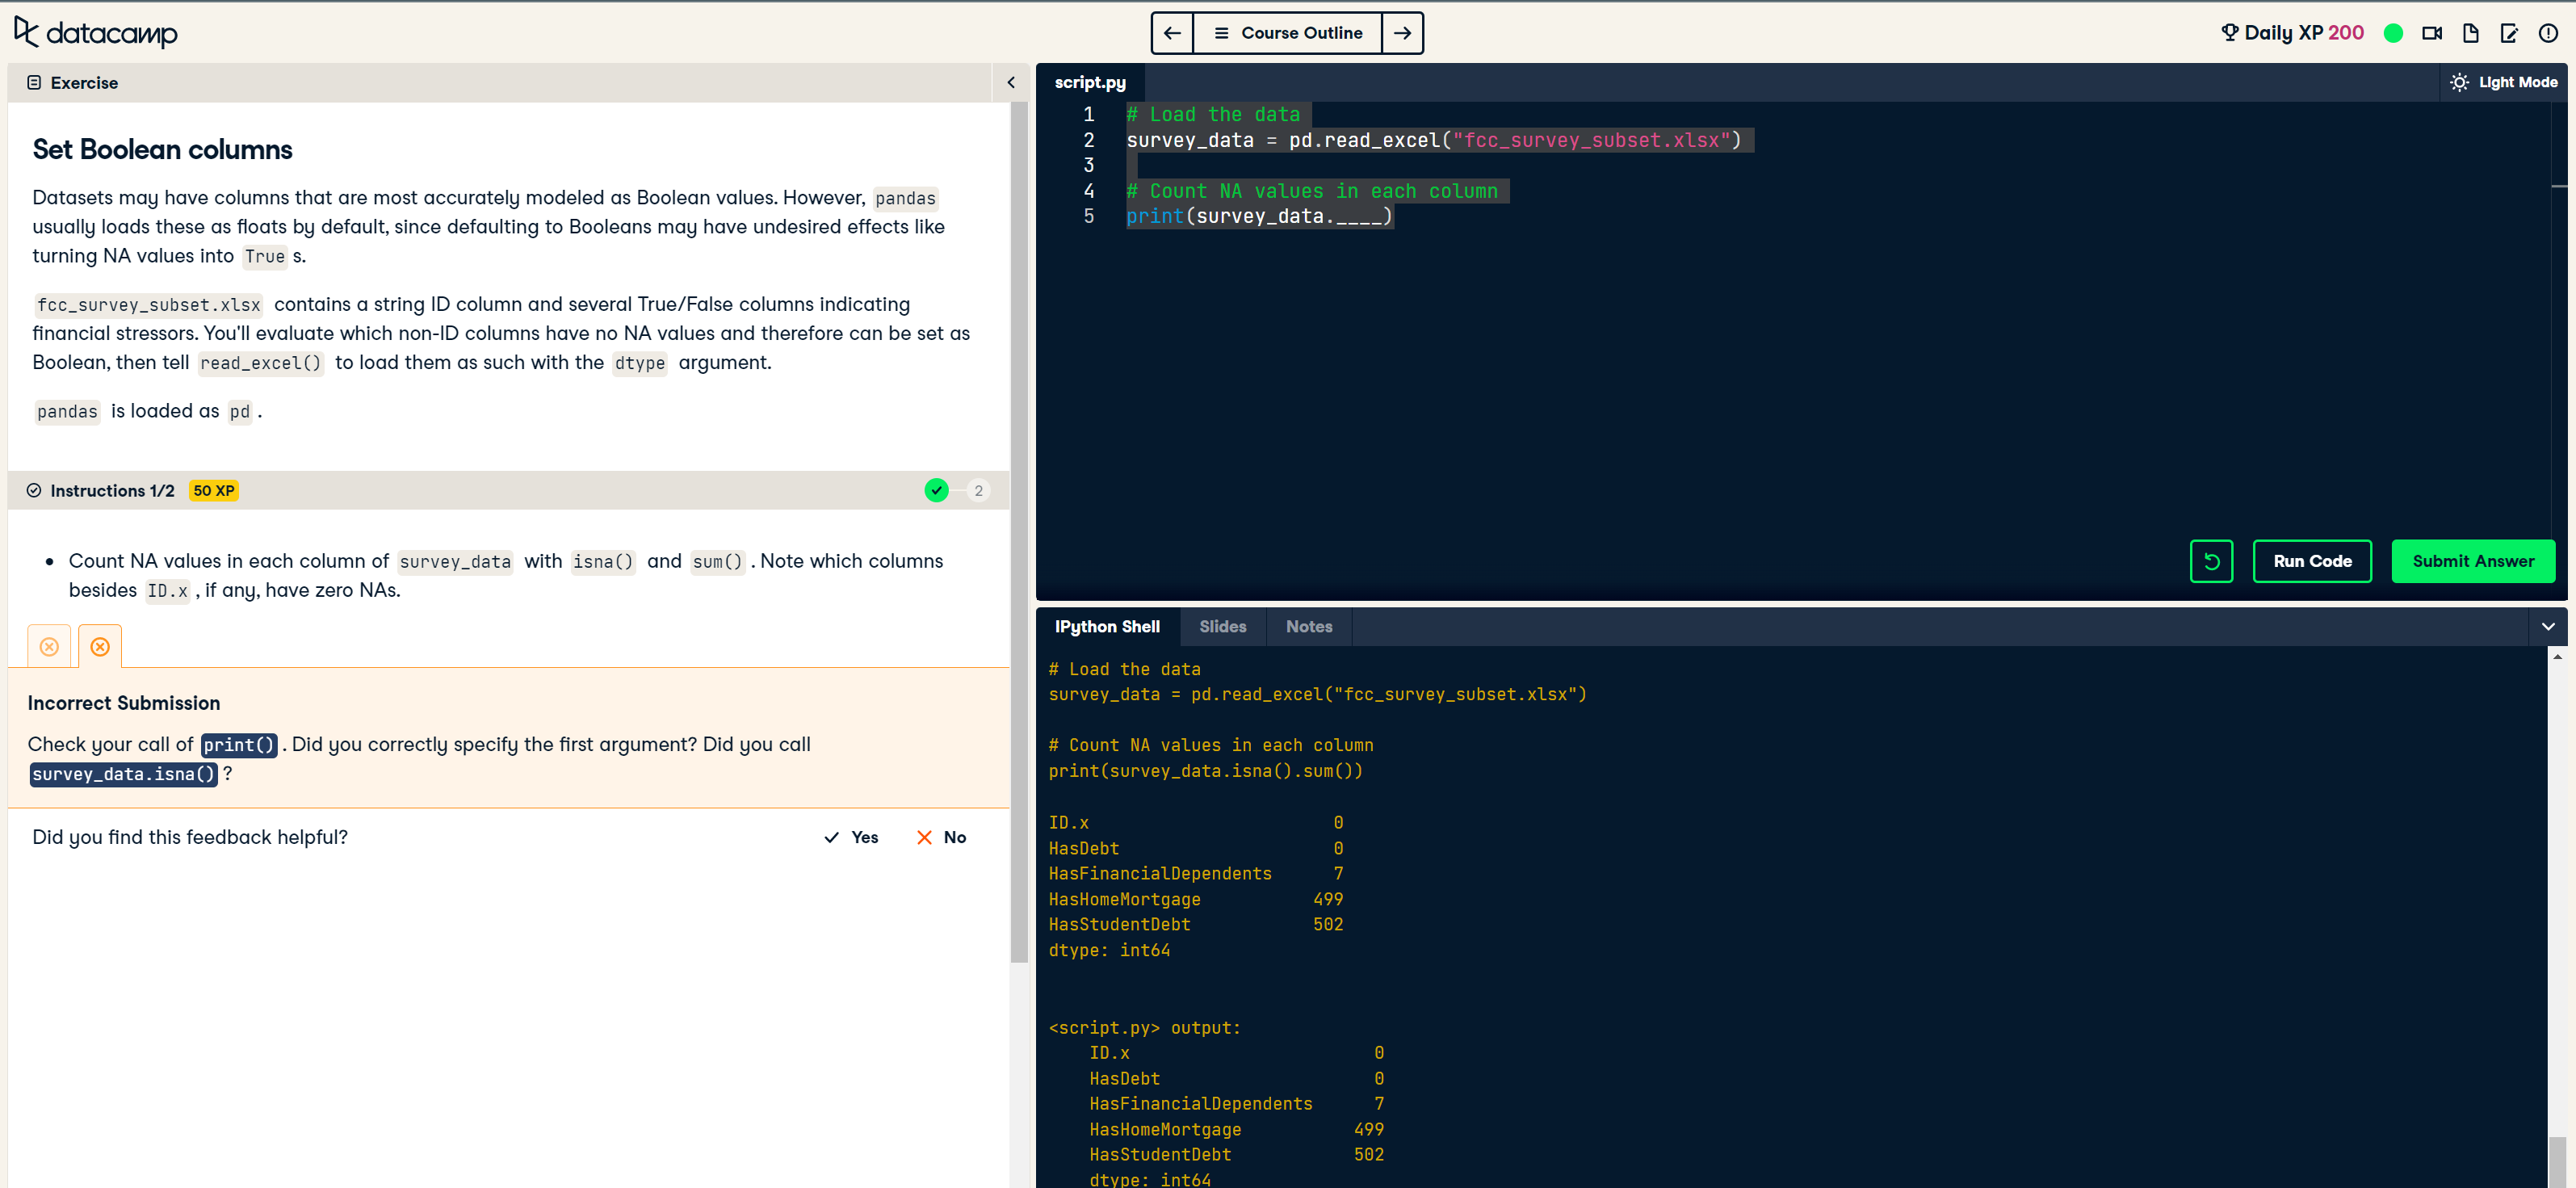 datacamp
Course Outline
Daily XP 200
Exercise
Set Boolean columns
Datasets may have columns that are most accurately modeled as Boolean values. However, pandas
usually loads these as floats by default, since defaulting to Booleans may have undesired effects like
turning NA values into True s.
fcc_survey_subset.xlsx contains a string ID column and several True/False columns indicating
financial stressors. You'll evaluate which non-ID columns have no NA values and therefore can be set as
Boolean, then tell read_excel() to load them as such with the dtype argument.
pandas is loaded as pd .
Instructions 1/2 50 XP
2
Count NA values in each column of survey_data with isna() and sum() . Note which columns
besides ID.x , if any, have zero NAs.
Incorrect Submission
Check your call of print() . Did you correctly specify the first argument? Did you call
survey_data.isna() ?
Did you find this feedback helpful?
Yes
No
script.py
Light Mode
1 # Load the data
2 survey_data = pd.read_excel("fcc_survey_subset.xlsx")
3
4 # Count NA values in each column
5 print(survey_data.____)
Run Code
Submit Answer
IPython Shell
Slides
Notes
# Load the data
survey_data = pd.read_excel("fcc_survey_subset.xlsx")
# Count NA values in each column
print(survey_data.isna().sum())
ID.x 0
HasDebt 0
HasFinancialDependents 7
HasHomeMortgage 499
HasStudentDebt 502
dtype: int64
<script.py> output:
ID.x 0
HasDebt 0
HasFinancialDependents 7
HasHomeMortgage 499
HasStudentDebt 502
dtype: int64